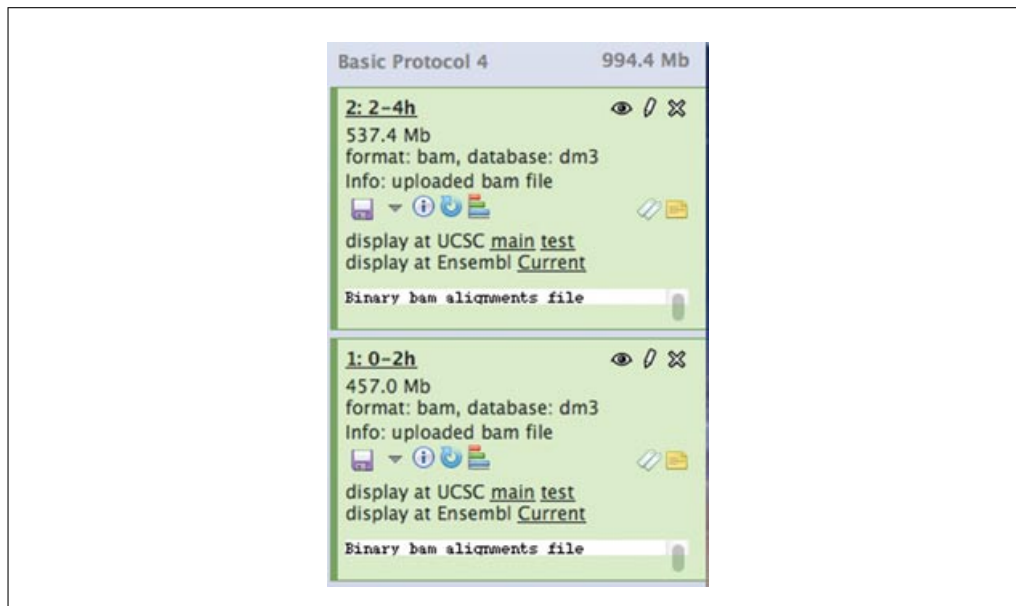 Basic Protocol 4 994.4 Mb
2: 2-4h
537.4 Mb
format: bam, database: dm3
Info: uploaded bam file
display at UCSC main test
display at Ensembl Current
Binary bam alignments file
1: 0-2h
457.0 Mb
format: bam, database: dm3
Info: uploaded bam file
display at UCSC main test
display at Ensembl Current
Binary bam alignments file